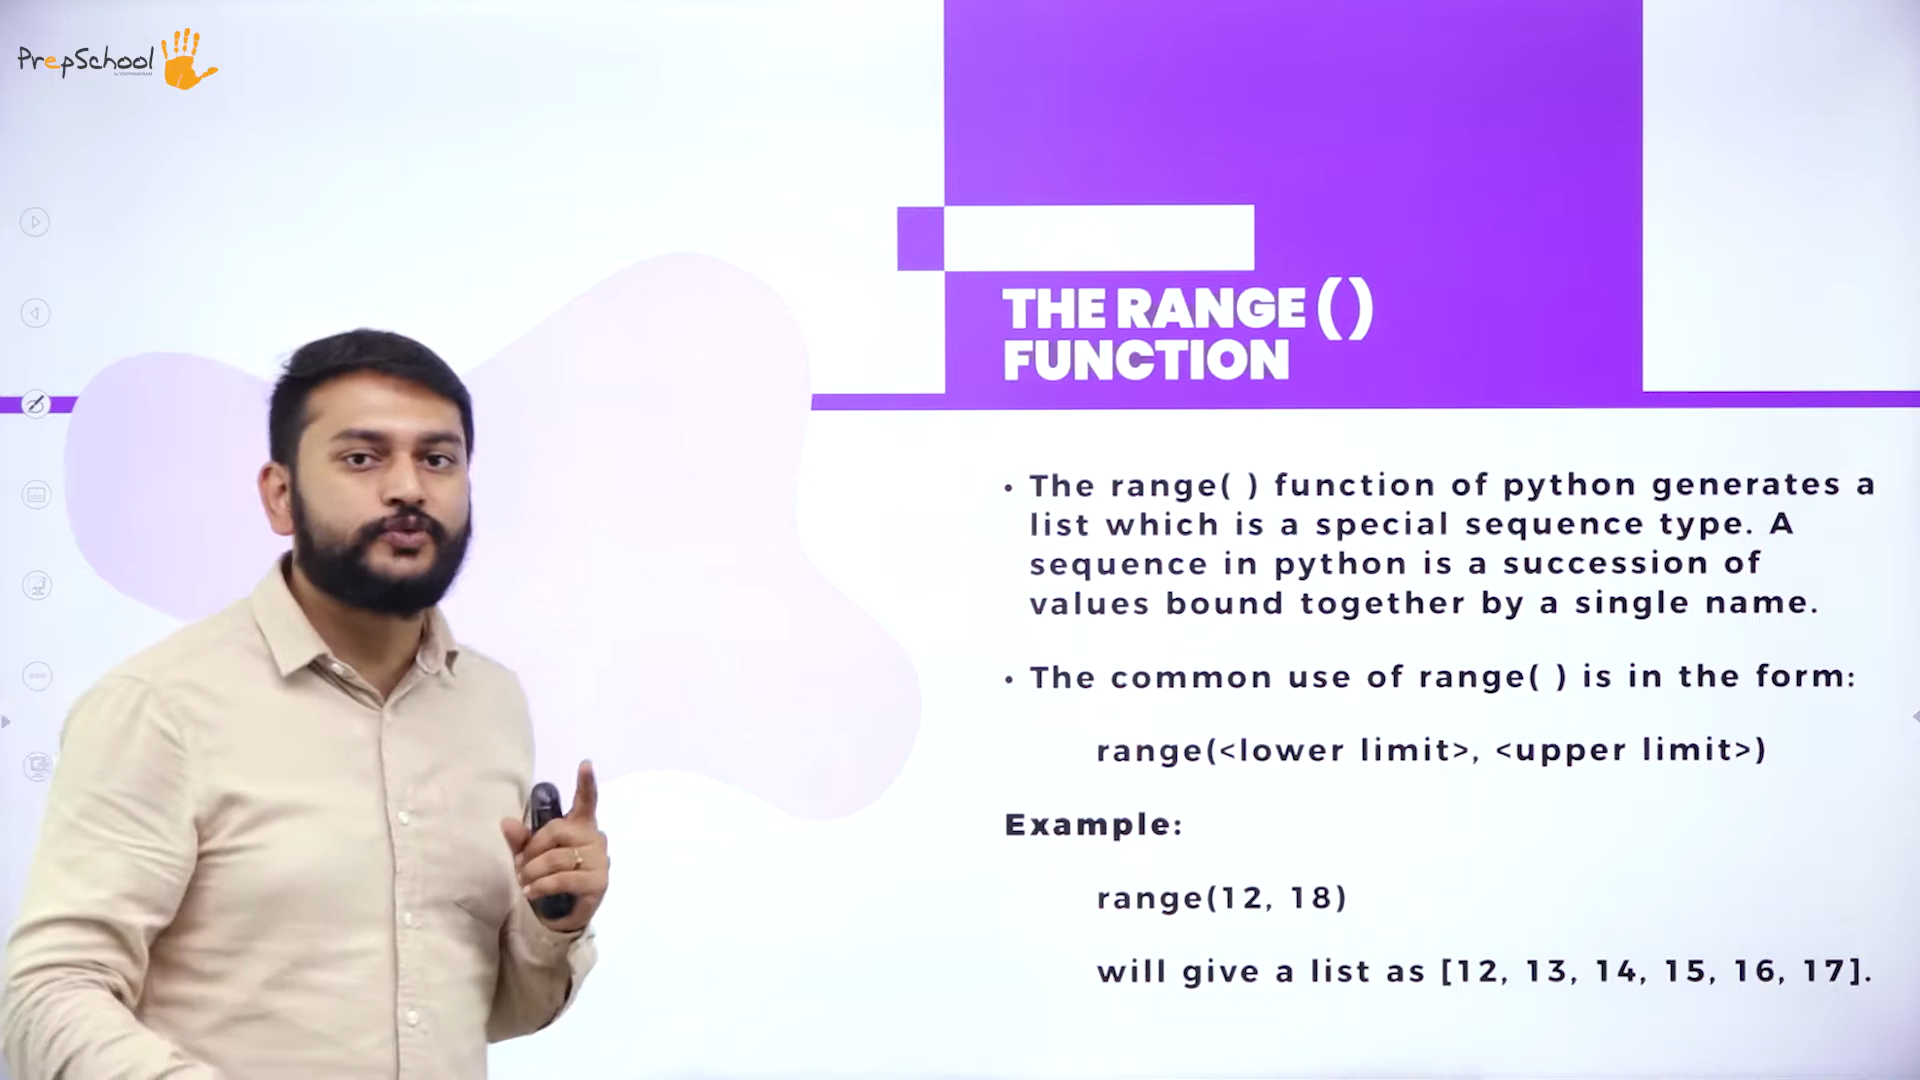 PrepSchool
THE RANGE ()
FUNCTION
• The range( ) function of python generates a
list which is a special sequence type. A
sequence in python is a succession of
values bound together by a single name.
• The common use of range( ) is in the form:
range(<lower limit>, <upper limit>)
Example:
range(12, 18)
will give a list as [12, 13, 14, 15, 16, 17].